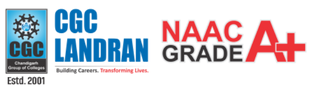 CGC
Chandigarh
Group of Colleges
Estd. 2001
CGC
LANDRAN
Building Careers. Transforming Lives.
NAAC
GRADE A+